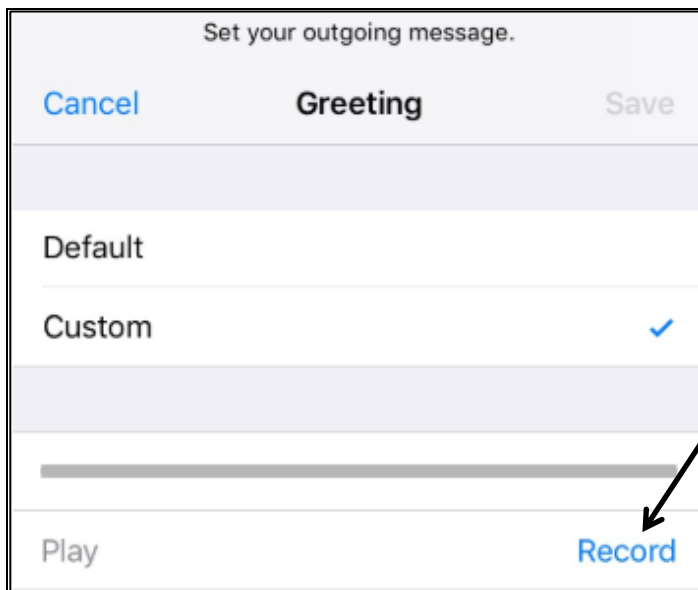 Set your outgoing message.
Cancel Greeting Save
Default
Custom
Play Record